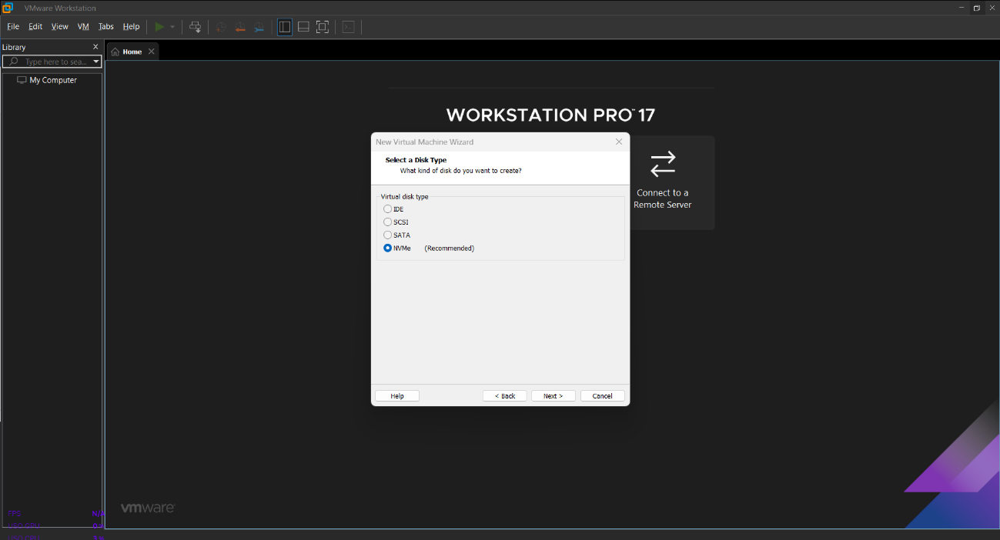 VMware Workstation
File Edit View VM Tabs Help
Library
Type here to sea...
My Computer
Home
WORKSTATION PRO™ 17
New Virtual Machine Wizard
Select a Disk Type
What kind of disk do you want to create?
Virtual disk type
IDE
SCSI
SATA
NVMe (Recommended)
Help < Back Next > Cancel
Connect to a
Remote Server
vmware
FPS N/A